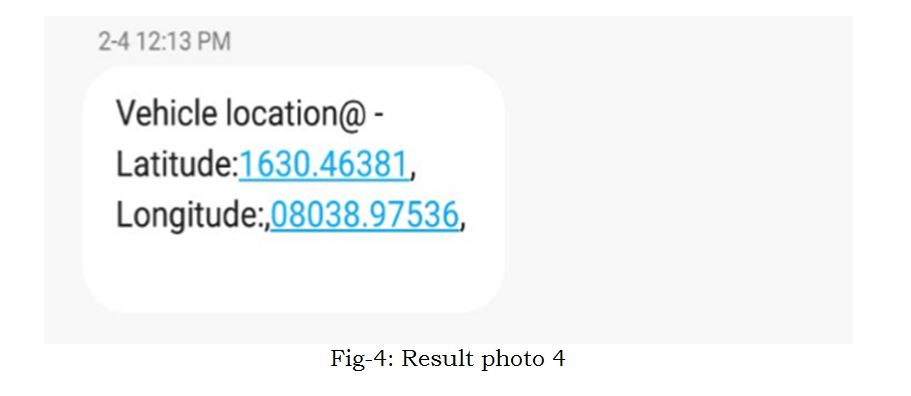 2-4 12:13 PM
Vehicle location@ -
Latitude:1630.46381,
Longitude:,08038.97536,
Fig-4: Result photo 4